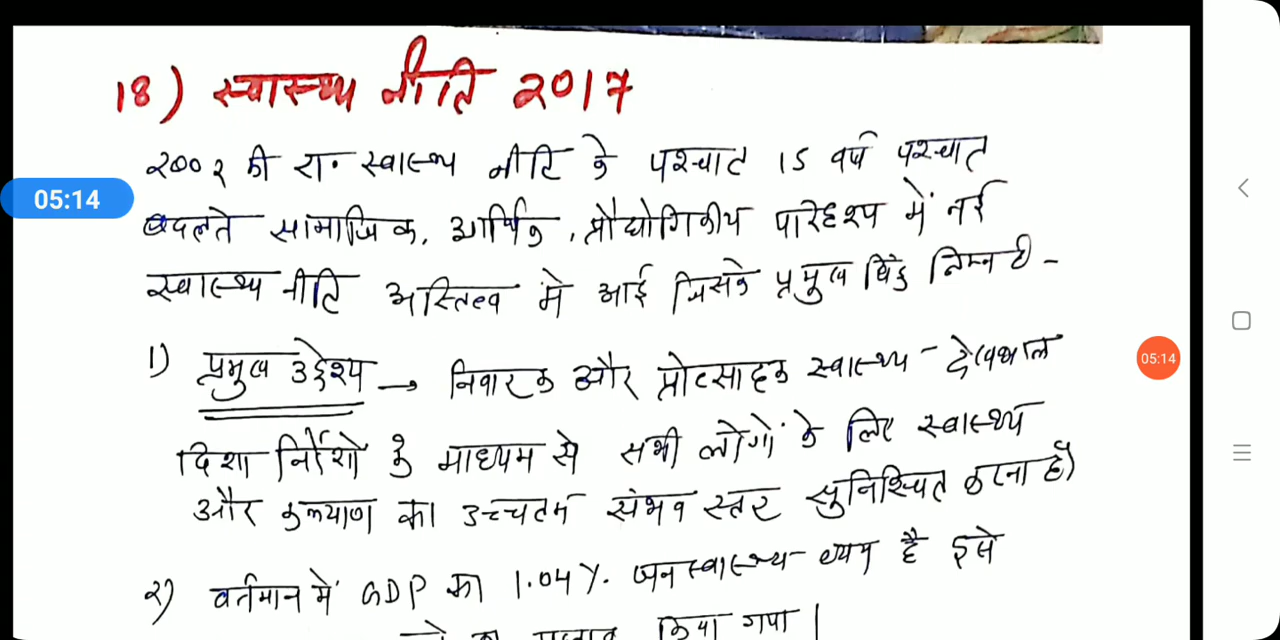 18) स्वास्थ्य नीति 2017
2002 की रा॰ स्वास्थ्य नीति के पश्चात 15 वर्ष पश्चात
बदलते सामाजिक, आर्थिक, प्रौद्योगिकीय परिदृश्य में नई
स्वास्थ्य नीति अस्तित्व मे आई जिसके प्रमुख बिंदु निम्न है -
1) प्रमुख उद्देश्य → निवारक और प्रोत्साहक स्वास्थ्य - देखभाल
दिशा निर्देशों के माध्यम से सभी लोगों के लिए स्वास्थ्य
और कल्याण का उच्चतम संभव स्तर सुनिश्चित करना है)
2) वर्तमान में GDP का 1.04%. जनस्वास्थ्य - व्यय है इसे
किया गया |
05:14
05:14